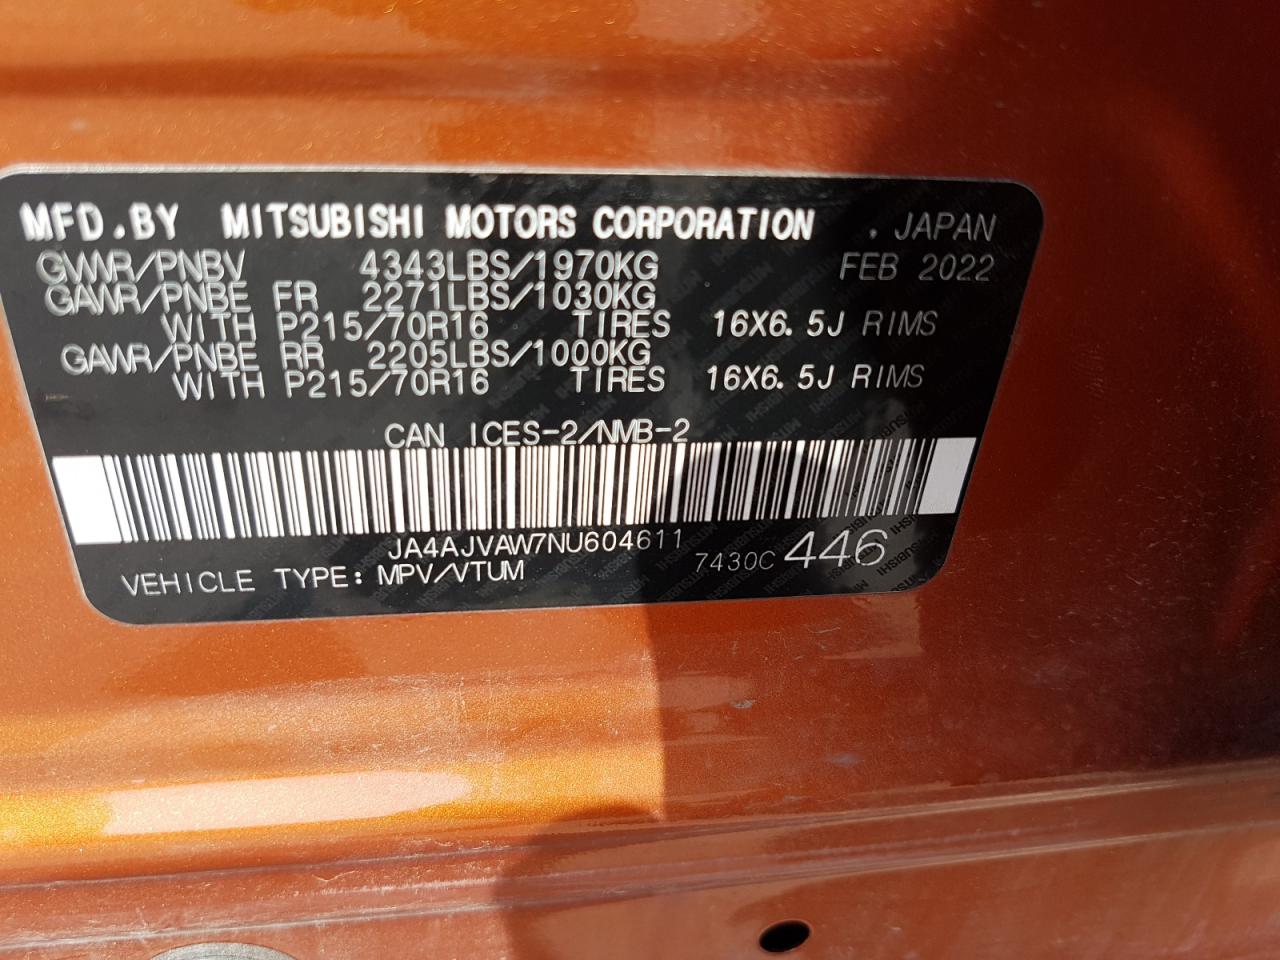 MFD.BY MITSUBISHI MOTORS CORPORATION . JAPAN
GVWR/PNBV 4343LBS/1970KG FEB 2022
GAWR/PNBE FR 2271LBS/1030KG
WITH P215/70R16 TIRES 16X6.5J RIMS
GAWR/PNBE RR 2205LBS/1000KG
WITH P215/70R16 TIRES 16X6.5J RIMS
CAN ICES-2/NMB-2
JA4AJVAW7NU604611
VEHICLE TYPE: MPV/VTUM 7430C 446